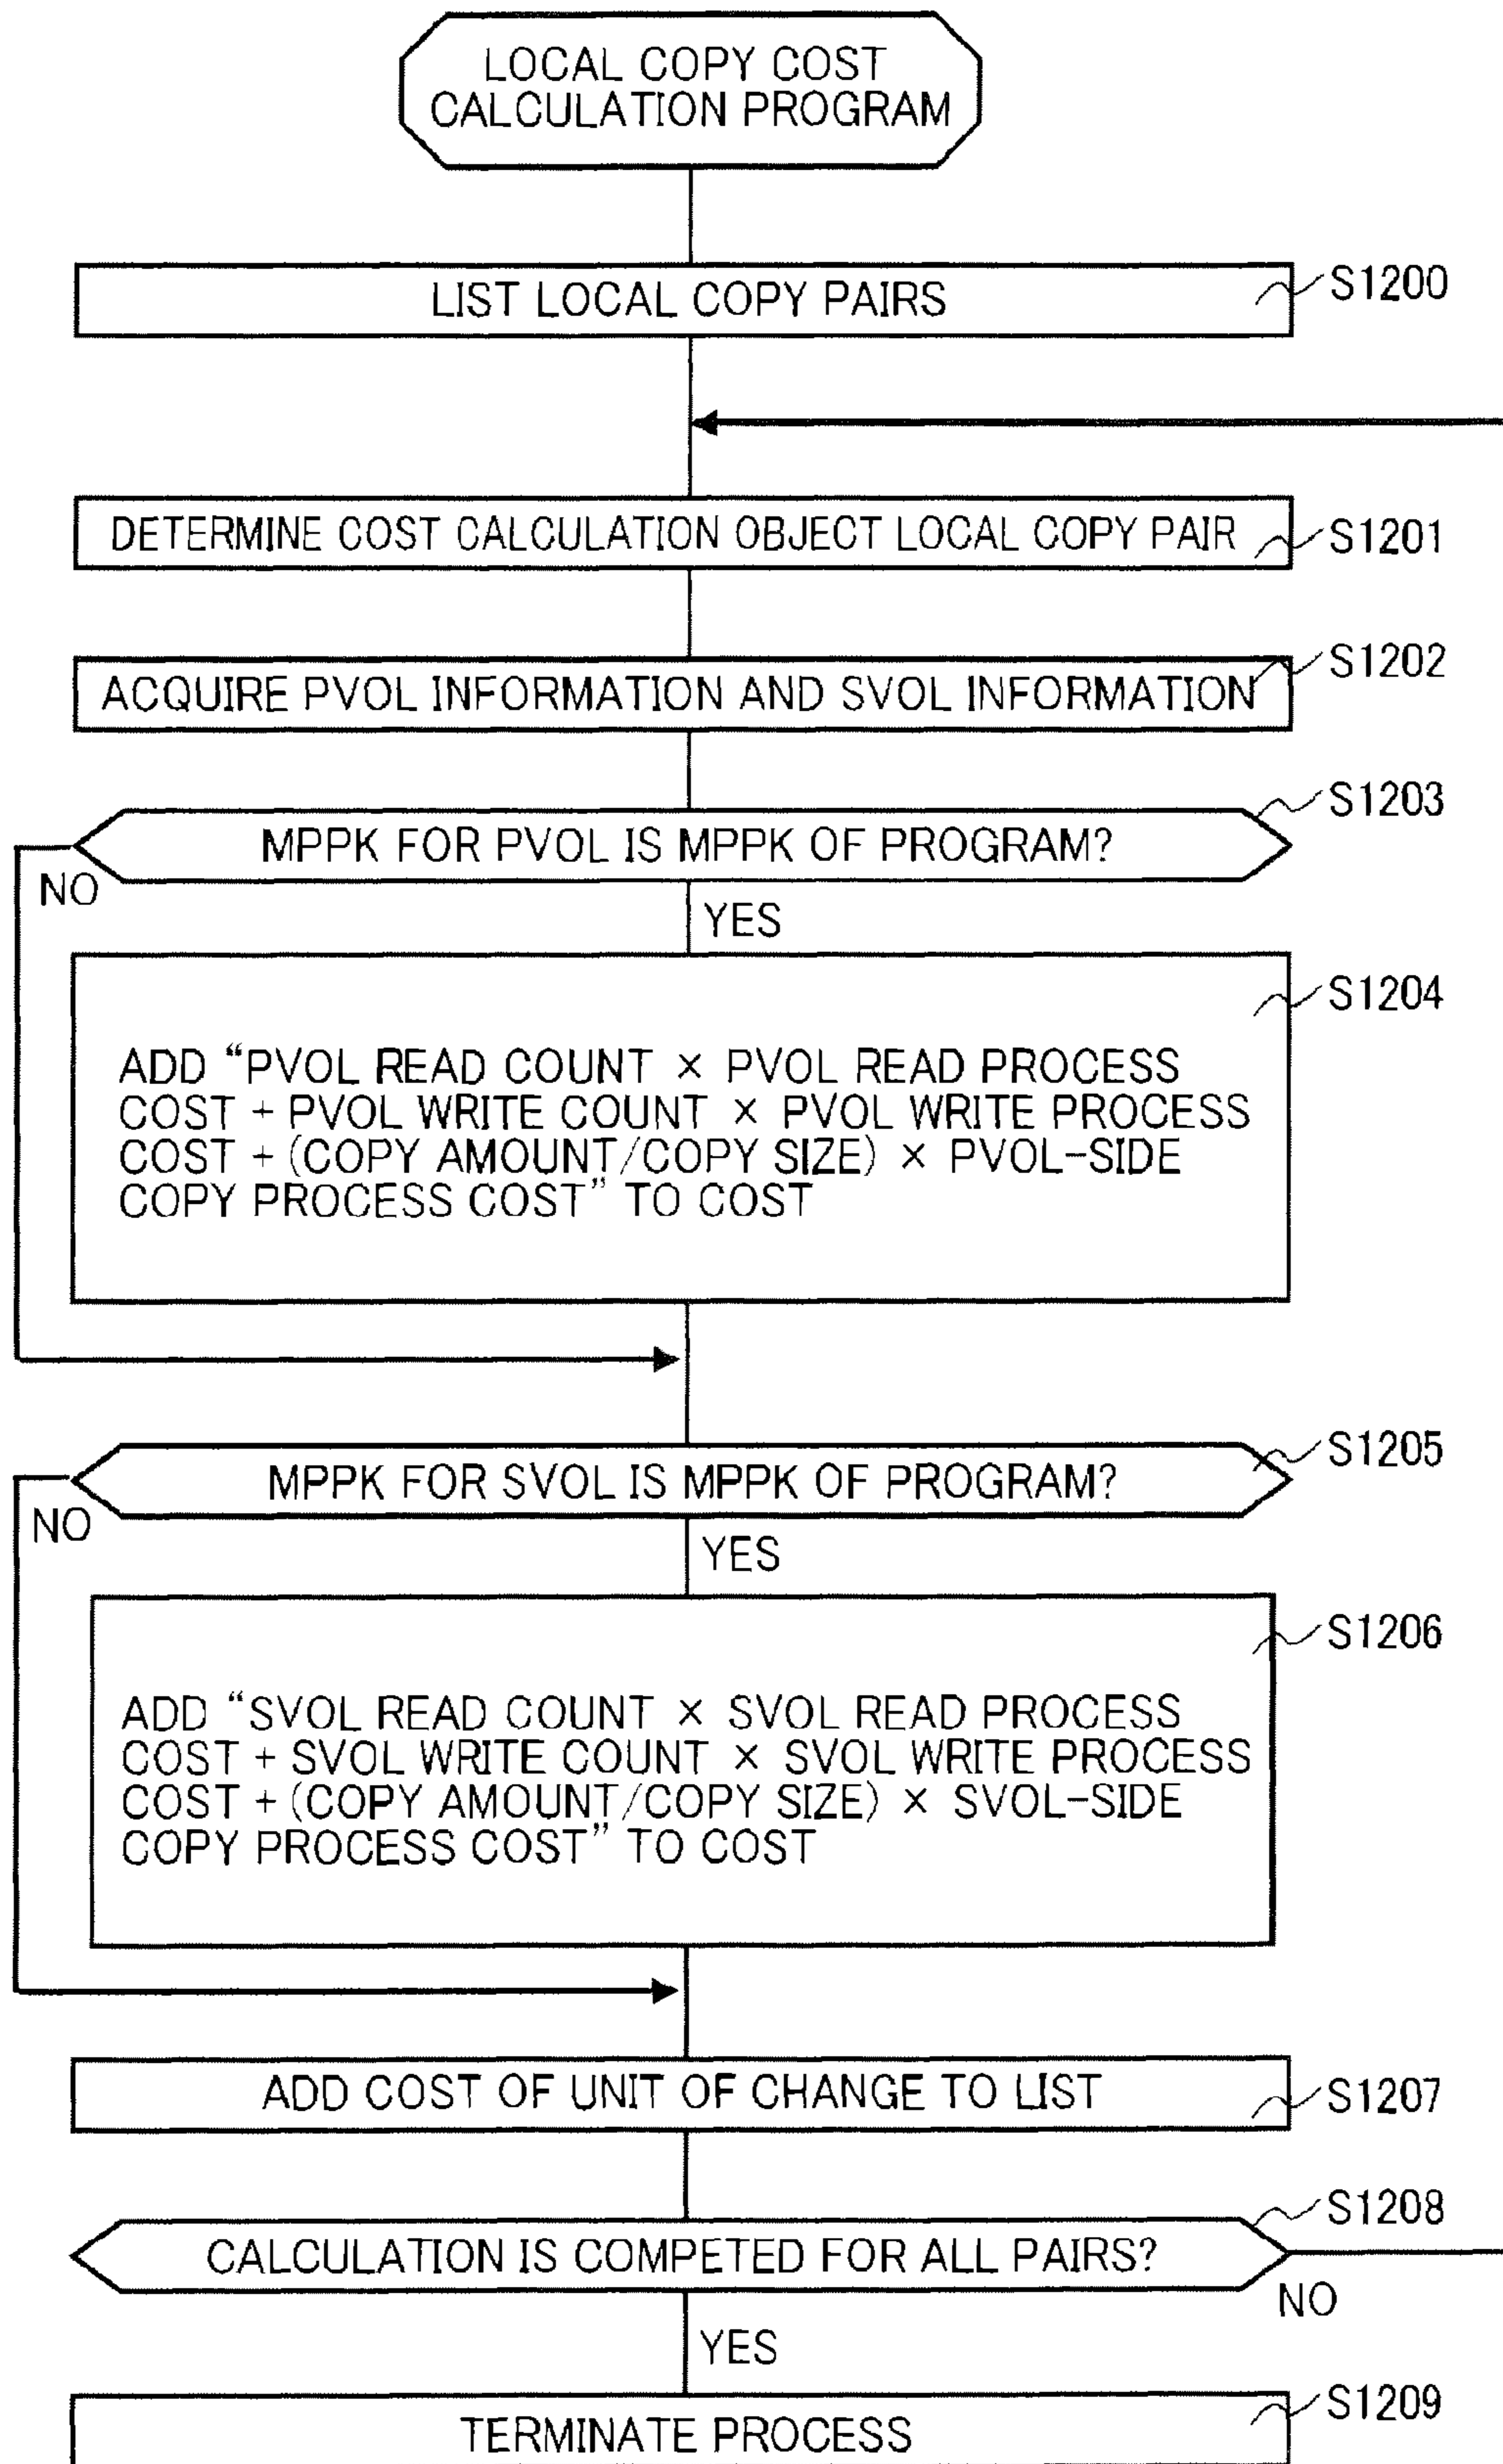 LOCAL COPY COST
CALCULATION PROGRAM
LIST LOCAL COPY PAIRS
S1200
DETERMINE COST CALCULATION OBJECT LOCAL COPY PAIR
S1201
ACQUIRE PVOL INFORMATION AND SVOL INFORMATION
S1202
S1203
MPPK FOR PVOL IS MPPK OF PROGRAM?
NO
YES
S1204
ADD “PVOL READ COUNT × PVOL READ PROCESS
COST + PVOL WRITE COUNT × PVOL WRITE PROCESS
COST + (COPY AMOUNT/COPY SIZE) × PVOL-SIDE
COPY PROCESS COST” TO COST
S1205
MPPK FOR SVOL IS MPPK OF PROGRAM?
NO
YES
S1206
ADD “SVOL READ COUNT × SVOL READ PROCESS
COST + SVOL WRITE COUNT × SVOL WRITE PROCESS
COST + (COPY AMOUNT/COPY SIZE) × SVOL-SIDE
COPY PROCESS COST” TO COST
ADD COST OF UNIT OF CHANGE TO LIST
S1207
S1208
CALCULATION IS COMPETED FOR ALL PAIRS?
NO
YES
S1209
TERMINATE PROCESS